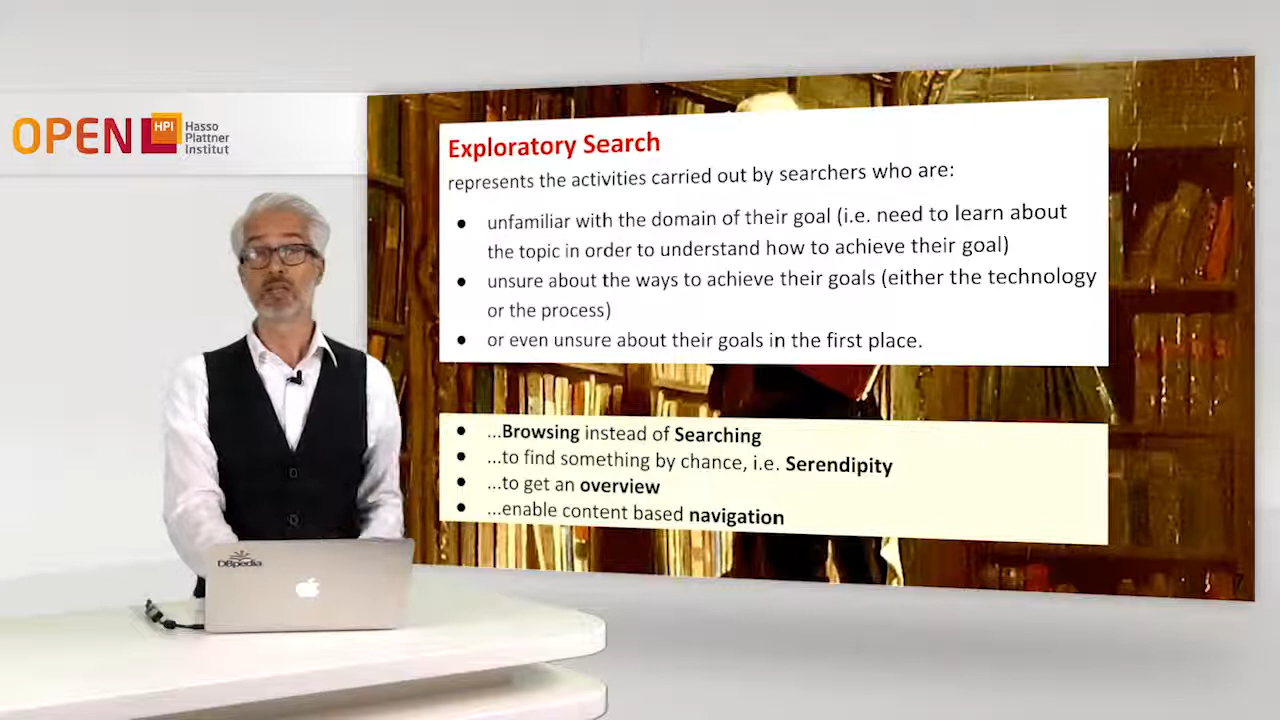 OPEN HPI Hasso
Plattner
Institut
Exploratory Search
represents the activities carried out by searchers who are:
● unfamiliar with the domain of their goal (i.e. need to learn about
the topic in order to understand how to achieve their goal)
● unsure about the ways to achieve their goals (either the technology
or the process)
● or even unsure about their goals in the first place.
● ...Browsing instead of Searching
● ...to find something by chance, i.e. Serendipity
● ...to get an overview
● ...enable content based navigation
7
DBpedia